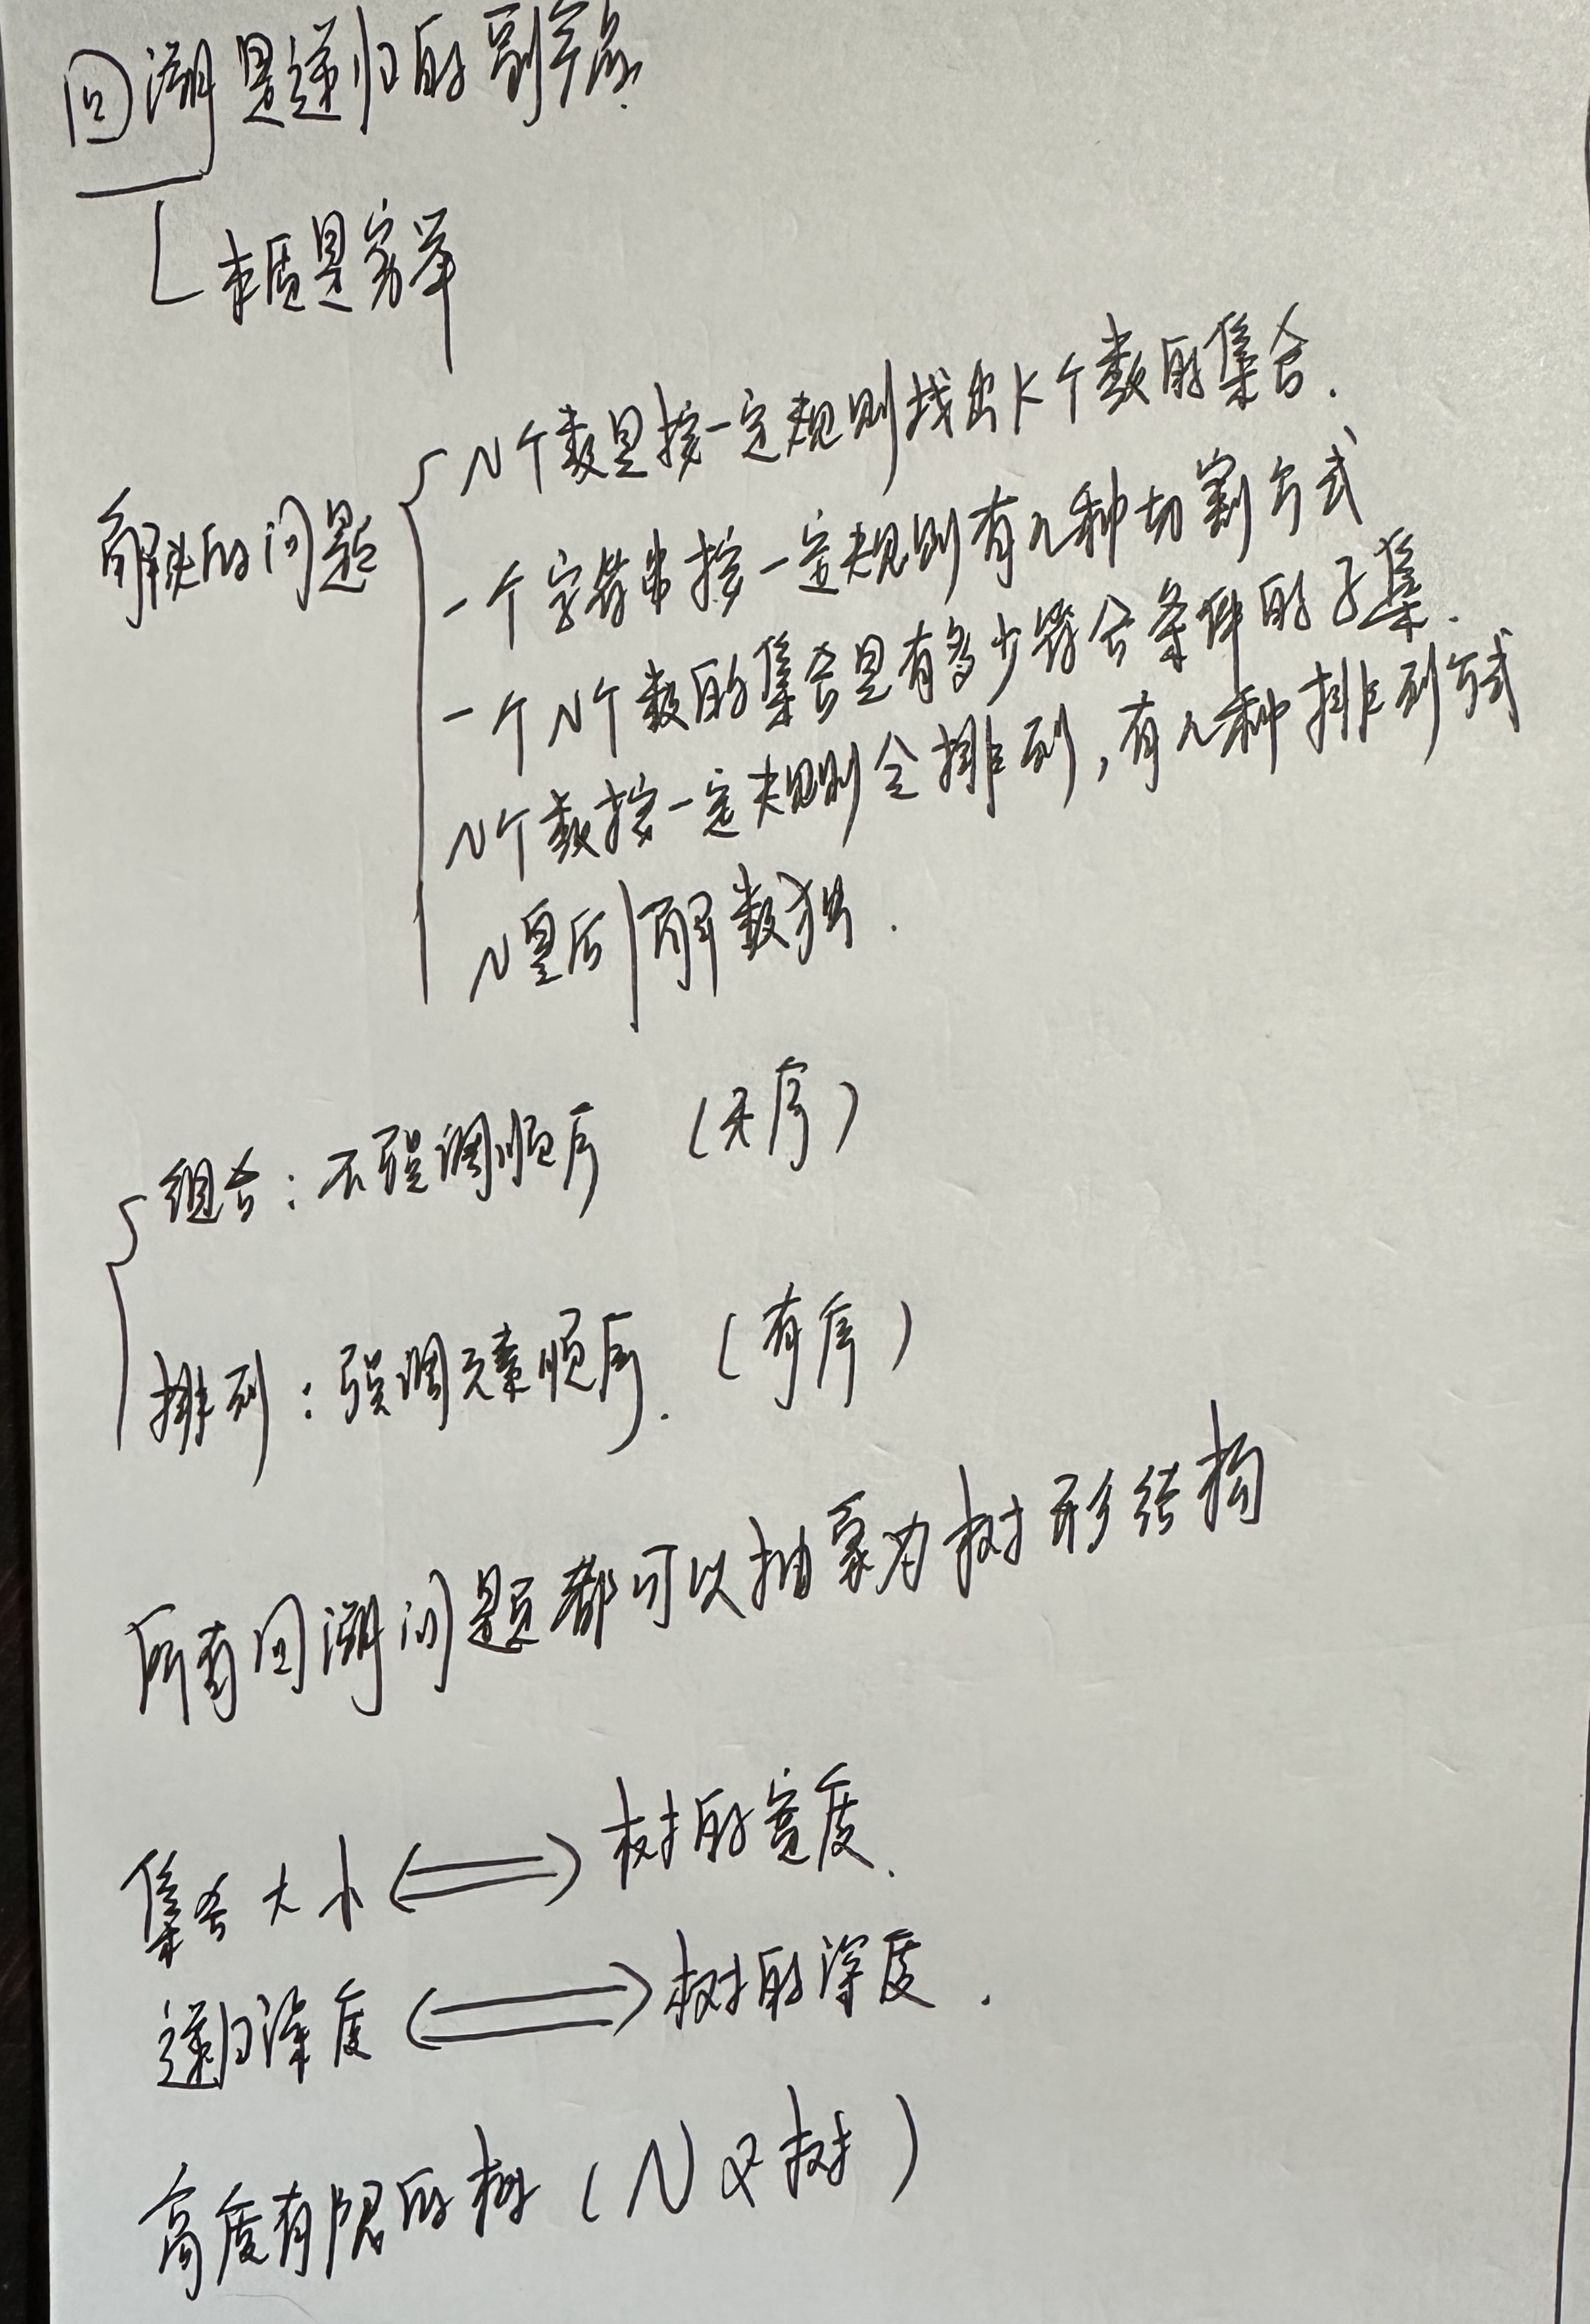 回溯是递归的副产品.
本质是穷举
解决的问题
N个数里按一定规则找出K个数的集合.
一个字符串按一定规则有几种切割方式
一个N个数的集合里有多少符合条件的子集.
N个数按一定规则全排列,有几种排列方式
N皇后|解数独.
组合:不强调顺序 (无序)
排列:强调元素顺序. (有序)
所有回溯问题都可以抽象为树形结构
集合大小⟺树的宽度.
递归深度⟺树的深度.
高度有限的树(N叉树)